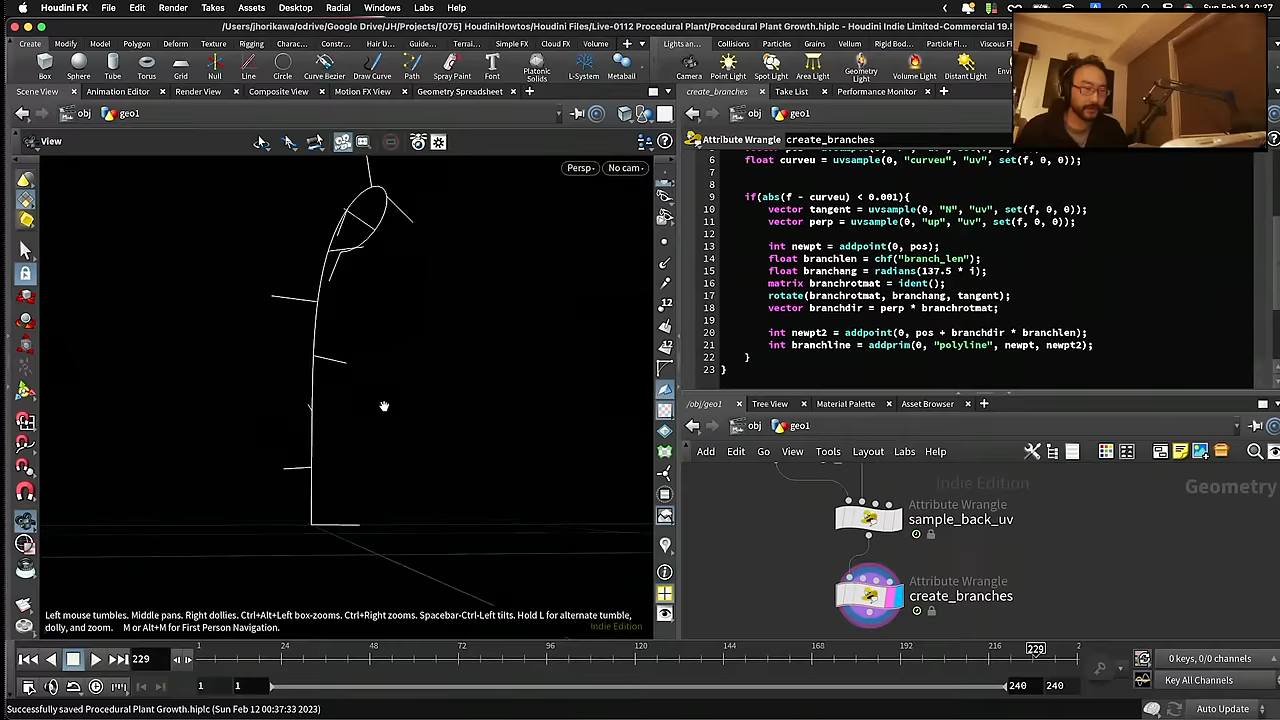 Houdini FX File Edit Render Assets Windows Radial Windows Labs Help
Sun Feb 12 0:37
/Users/jhorikawa/odrive/Google Drive/JH/Projects/[075] HoudiniHowtos/Houdini Files/Live-0112 Procedural Plant Growth/Procedural Plant Growth.hiplc - Houdini Indie Limited-Commercial 19.
Create Modify Model Polygon Deform Texture Rigging Charac... Constr... Hair U... Guide... Terrai... Simple FX Cloud FX Volume
Lights an... Collisions Particles Grains Vellum Rigid Bod... Particle Fl... Viscous F
Box Sphere Tube Torus Grid Null Line Circle Curve Bezier Draw Curve Path Spray Paint Font Platonic Solids L-System Metaball
Camera Point Light Spot Light Area Light Geometry Light Volume Light Distant Light
Scene View Animation Editor Render View Composite View Motion FX View Geometry Spreadsheet
create_branches Take List Performance Monitor
obj geo1
obj geo1
View
Attribute Wrangle create_branches
Persp No cam
float curveu = uvsample(0, "curveu", "uv", set(f, 0, 0));
7
8
9 if(abs(f - curveu) < 0.001){
10 vector tangent = uvsample(0, "N", "uv", set(f, 0, 0));
11 vector perp = uvsample(0, "up", "uv", set(f, 0, 0));
12
13 int newpt = addpoint(0, pos);
14 float branchlen = chf("branch_len");
15 float branchang = radians(137.5 * i);
16 matrix branchrotmat = ident();
17 rotate(branchrotmat, branchang, tangent);
18 vector branchdir = perp * branchrotmat;
19
20 int newpt2 = addpoint(0, pos + branchdir * branchlen);
21 int branchline = addprim(0, "polyline", newpt, newpt2);
22 }
23 }
/obj/geo1 Tree View Material Palette Asset Browser
obj geo1
Add Edit Go View Tools Layout Labs Help
Indie Edition
Geometry
Attribute Wrangle
sample_back_uv
Attribute Wrangle
create_branches
12
12
Left mouse tumbles. Middle pans. Right dollies. Ctrl+Alt+Left box-zooms. Ctrl+Right zooms. Spacebar-Ctrl-Left tilts. Hold L for alternate tumble,
dolly, and zoom. M or Alt+M for First Person Navigation.
Indie Edition
229
1 24 48 72 96 120 144 168 192 216 229 2
0 keys, 0/0 channels
1 1 240 240
Key All Channels
Successfully saved Procedural Plant Growth.hiplc (Sun Feb 12 00:37:33 2023)
Auto Update